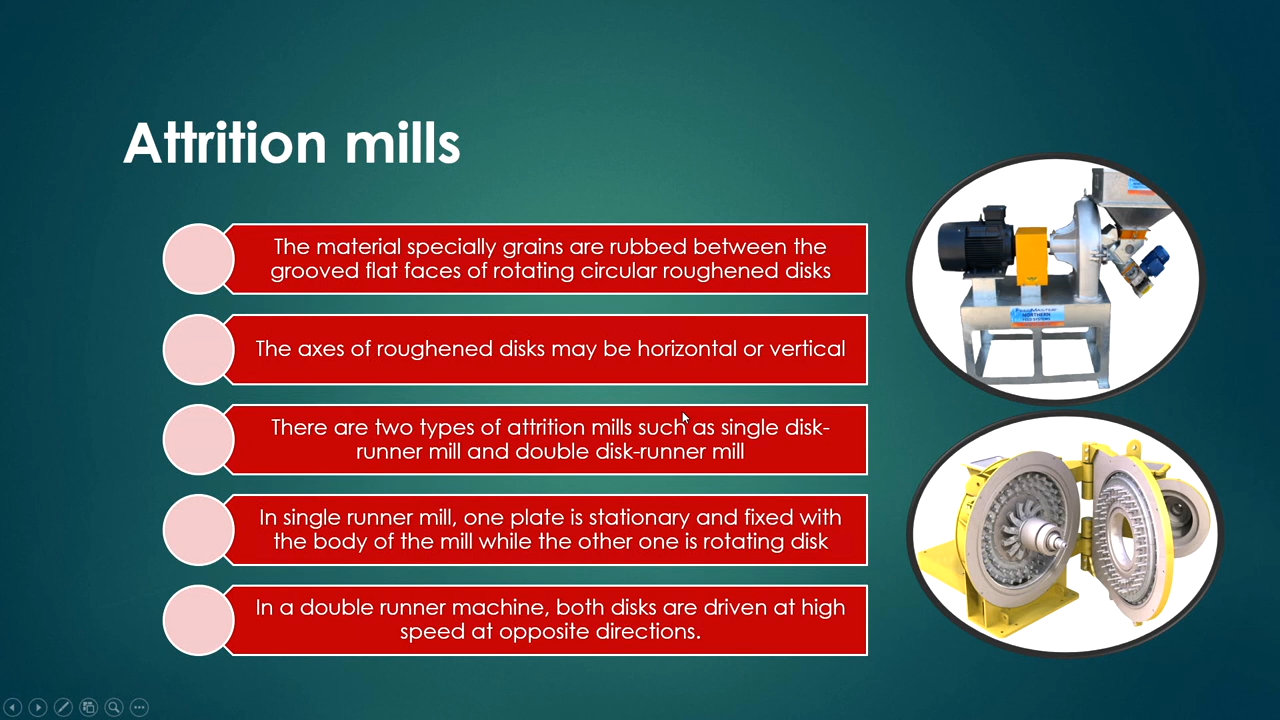 Attrition mills
The material specially grains are rubbed between the
grooved flat faces of rotating circular roughened disks
The axes of roughened disks may be horizontal or vertical
There are two types of attrition mills such as single disk-
runner mill and double disk-runner mill
In single runner mill, one plate is stationary and fixed with
the body of the mill while the other one is rotating disk
In a double runner machine, both disks are driven at high
speed at opposite directions.
NORTHERN